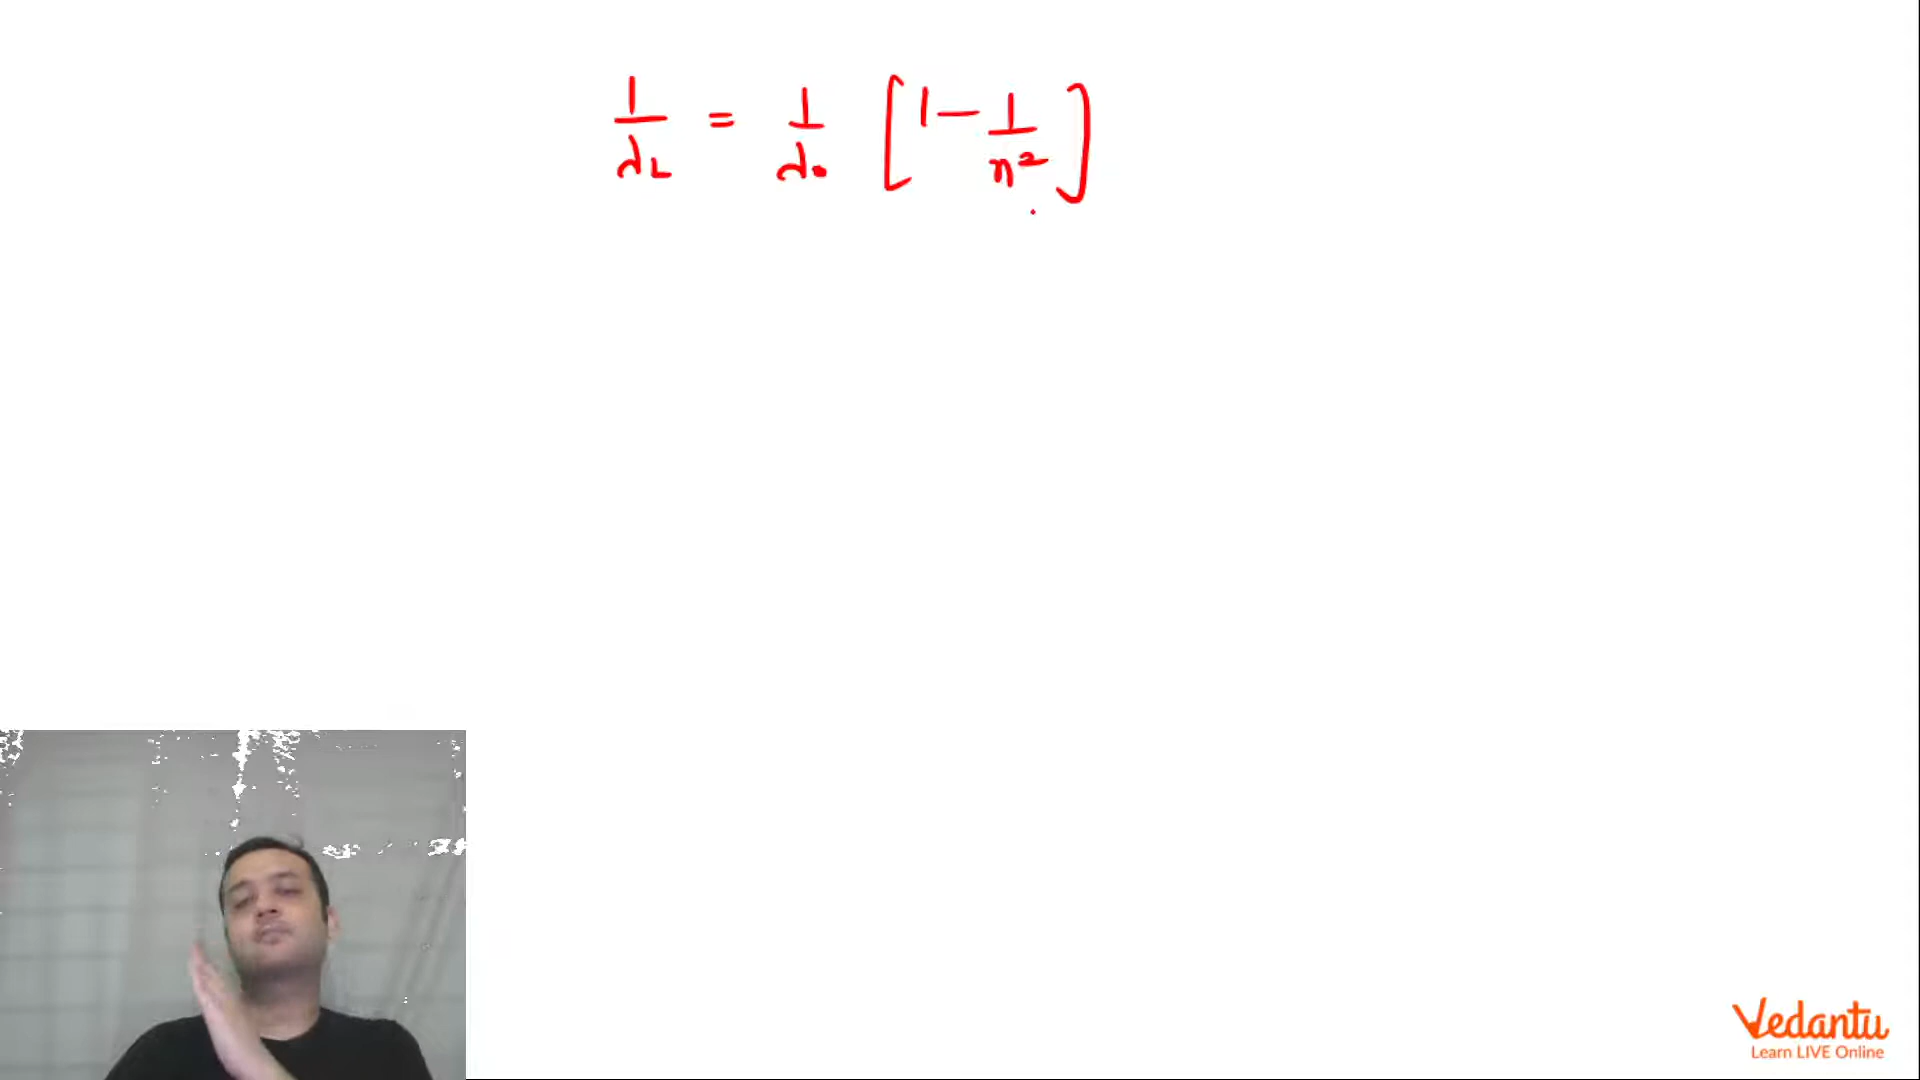 1/λL = 1/λ0 [1 - 1/n²]
Vedantu
Learn LIVE Online